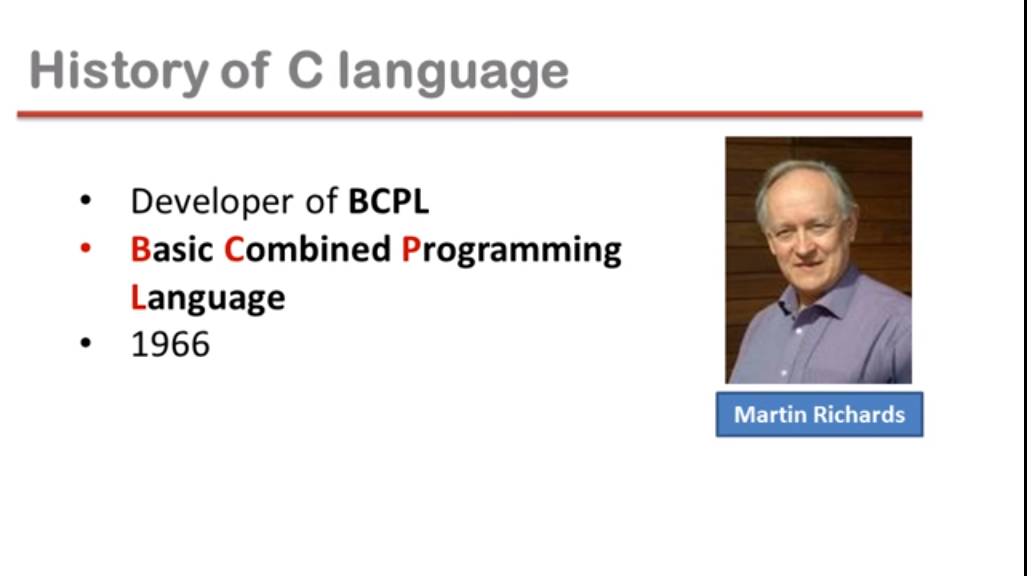 History of C language
• Developer of BCPL
• Basic Combined Programming
Language
• 1966
Martin Richards